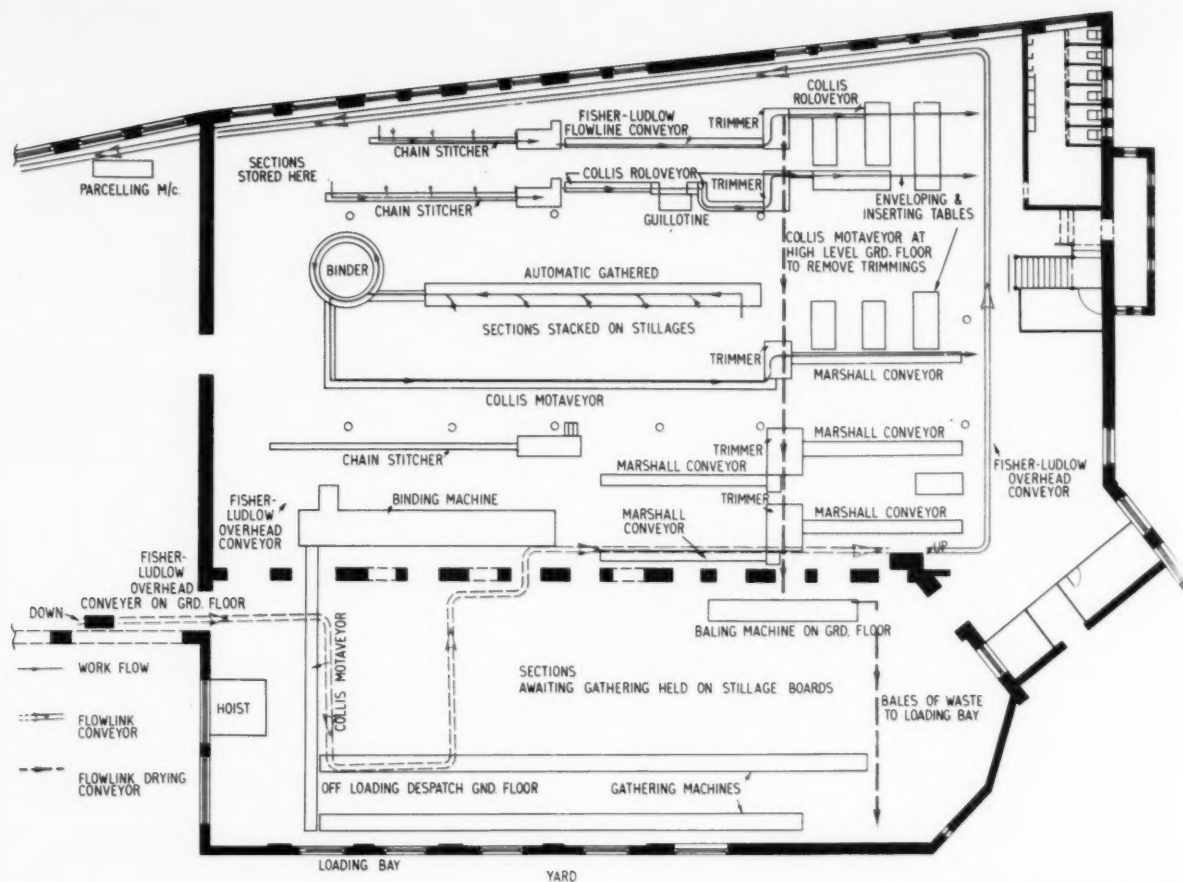 COLLIS
ROLOVEYOR
FISHER-LUDLOW
FLOWLINE CONVEYOR
TRIMMER
CHAIN STITCHER
PARCELLING M/c.
SECTIONS
STORED HERE
COLLIS ROLOVEYOR
TRIMMER
CHAIN STITCHER
GUILLOTINE
ENVELOPING &
INSERTING TABLES
COLLIS MOTAVEYOR AT
HIGH LEVEL GRD. FLOOR
TO REMOVE TRIMMINGS
BINDER
AUTOMATIC GATHERED
SECTIONS STACKED ON STILLAGES
TRIMMER
MARSHALL CONVEYOR
COLLIS MOTAVEYOR
MARSHALL CONVEYOR
TRIMMER
CHAIN STITCHER
MARSHALL CONVEYOR
FISHER-LUDLOW
OVERHEAD
CONVEYOR
FISHER-
LUDLOW
OVERHEAD
CONVEYOR
BINDING MACHINE
TRIMMER
MARSHALL
CONVEYOR
MARSHALL CONVEYOR
UP
FISHER-
LUDLOW
OVERHEAD
CONVEYER ON GRD. FLOOR
DOWN
BALING MACHINE ON GRD. FLOOR
WORK FLOW
COLLIS MOTAVEYOR
SECTIONS
AWAITING GATHERING HELD ON STILLAGE BOARDS
BALES OF WASTE
TO LOADING BAY
HOIST
FLOWLINK
CONVEYOR
FLOWLINK DRYING
CONVEYOR
OFF LOADING DESPATCH GND. FLOOR
GATHERING MACHINES
LOADING BAY
YARD